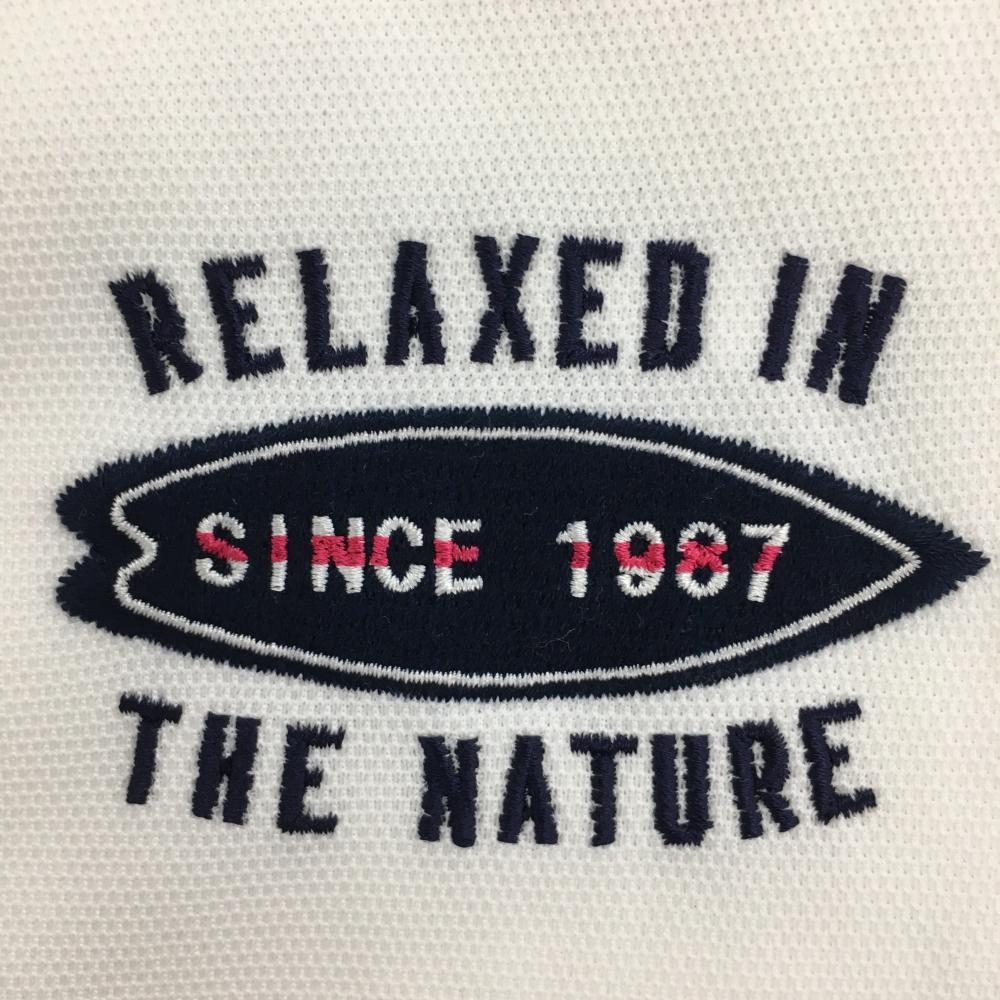 RELAXED IN
SINCE 1987
THE NATURE